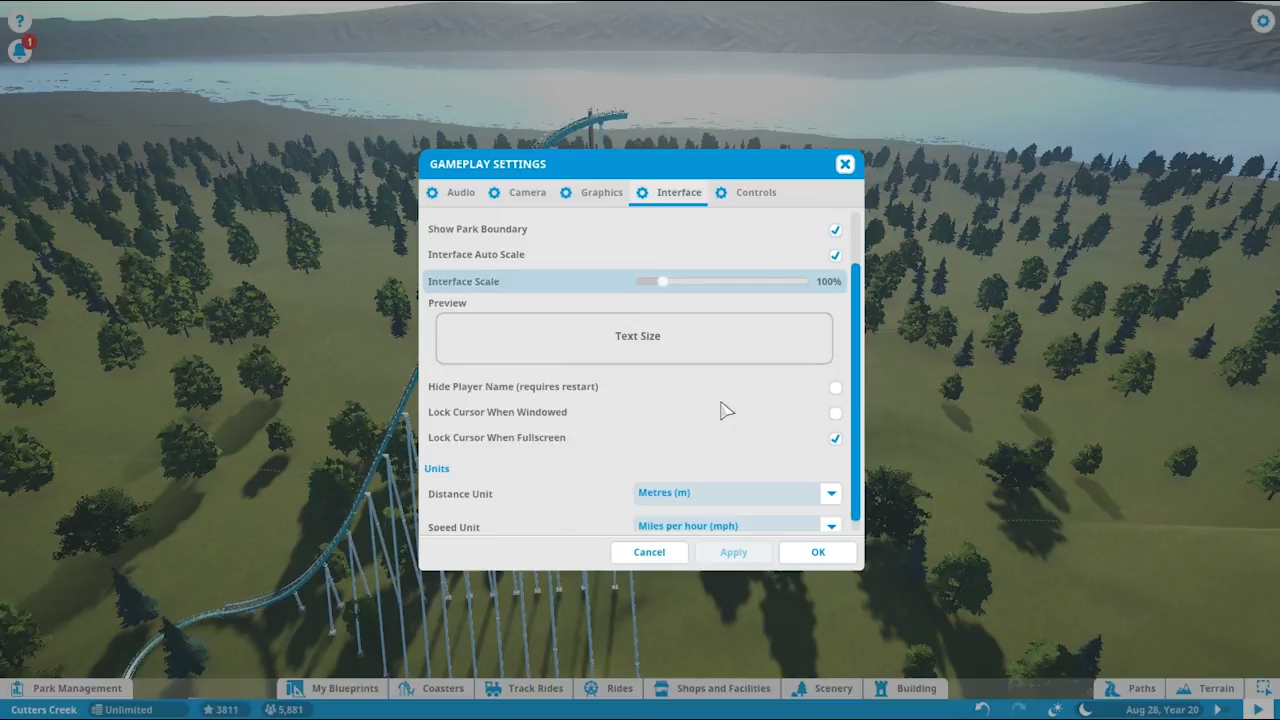 ?
1
GAMEPLAY SETTINGS
Audio Camera Graphics Interface Controls
Show Park Boundary
Interface Auto Scale
Interface Scale 100%
Preview
Text Size
Hide Player Name (requires restart)
Lock Cursor When Windowed
Lock Cursor When Fullscreen
Units
Distance Unit Metres (m)
Speed Unit Miles per hour (mph)
Cancel Apply OK
Park Management My Blueprints Coasters Track Rides Rides Shops and Facilities Scenery Building Paths Terrain
Cutters Creek Unlimited 3811 5,881 Aug 28, Year 20